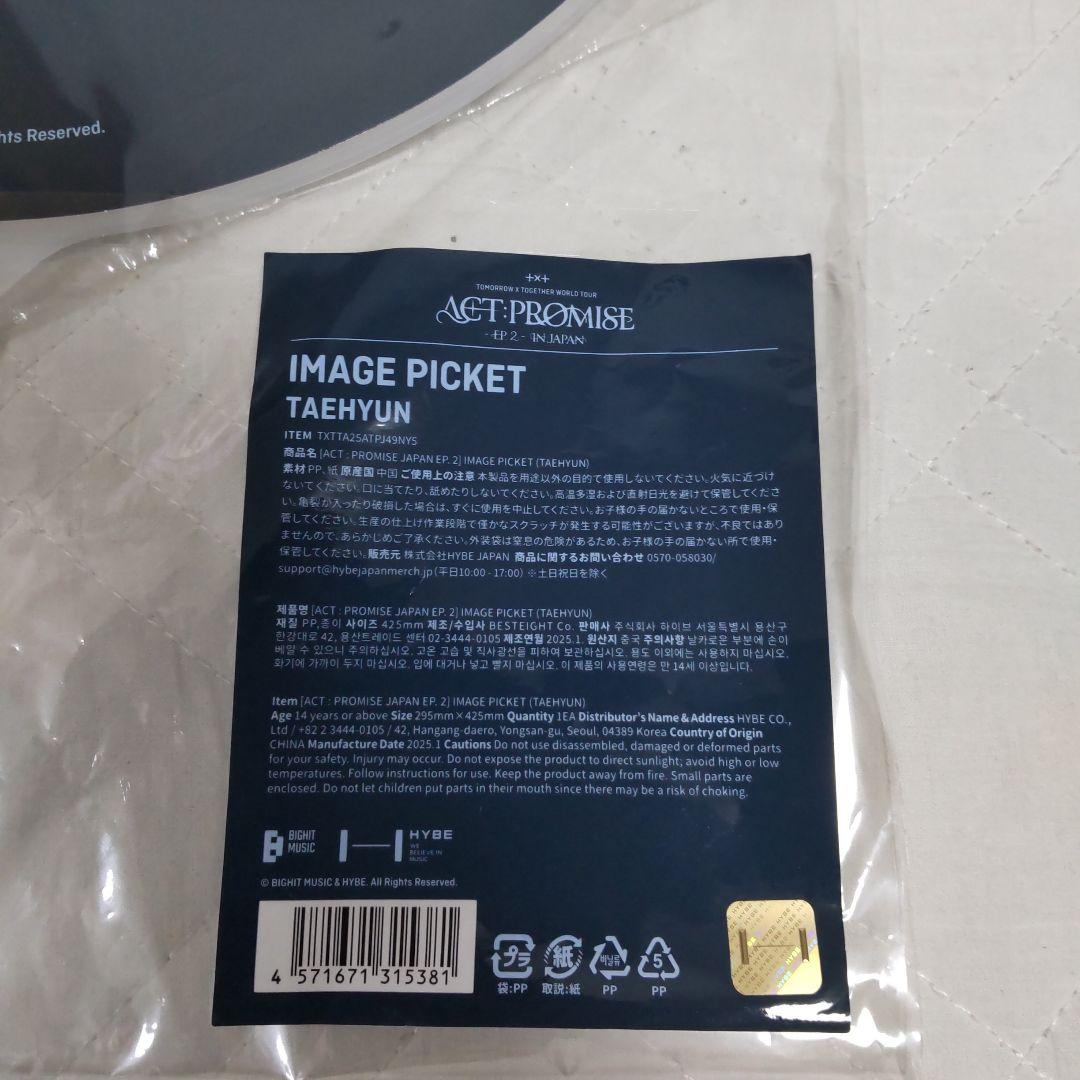 hts Reserved.
+x+
TOMORROW X TOGETHER WORLD TOUR
ACT:PROMISE
- EP. 2 - IN JAPAN
IMAGE PICKET
TAEHYUN
ITEM TXTTA25ATPJ49NY5
商品名 [ACT : PROMISE JAPAN EP. 2] IMAGE PICKET (TAEHYUN)
素材 PP、紙 原産国 中国 ご使用上の注意 本製品を用途以外の目的で使用しないでください。火気に近づけ
ないでください。口に当てたり、舐めたりしないでください。高温多湿および直射日光を避けて保管してくださ
い。亀裂が入ったり破損した場合は、すぐに使用を中止してください。お子様の手の届かないところで使用・保
管してください。生産の仕上げ作業段階で僅かなスクラッチが発生する可能性がございますが、不良ではあり
ませんので、あらかじめご了承ください。外装袋は窒息の危険があるため、お子様の手の届かない所で使用・
保管してください。販売元 株式会社HYBE JAPAN 商品に関するお問い合わせ 0570-058030/
support@hybejapanmerch.jp（平日10:00 - 17:00） ※土日祝日を除く
제품명 [ACT : PROMISE JAPAN EP. 2] IMAGE PICKET (TAEHYUN)
재질 PP,종이 사이즈 425mm 제조/수입사 BESTEIGHT Co. 판매사 주식회사 하이브 서울특별시 용산구
한강대로 42, 용산트레이드 센터 02-3444-0105 제조연월 2025.1. 원산지 중국 주의사항 날카로운 부분에 손이
베일 수 있으니 주의하십시오. 고온 고습 및 직사광선을 피하여 보관하십시오. 용도 이외에는 사용하지 마십시오.
화기에 가까이 두지 마십시오. 입에 대거나 넣고 빨지 마십시오. 이 제품의 사용연령은 만 14세 이상입니다.
Item [ACT : PROMISE JAPAN EP. 2] IMAGE PICKET (TAEHYUN)
Age 14 years or above Size 295mm×425mm Quantity 1EA Distributor's Name & Address HYBE CO.,
Ltd / +82 2 3444-0105 / 42, Hangang-daero, Yongsan-gu, Seoul, 04389 Korea Country of Origin
CHINA Manufacture Date 2025.1 Cautions Do not use disassembled, damaged or deformed parts
for your safety. Injury may occur. Do not expose the product to direct sunlight; avoid high or low
temperatures. Follow instructions for use. Keep the product away from fire. Small parts are
enclosed. Do not let children put parts in their mouth since there may be a risk of choking.
BIGHIT
MUSIC
HYBE
WE
BELIEVE IN
MUSIC
© BIGHIT MUSIC & HYBE. All Rights Reserved.
4 571671 315381
プラ
袋:PP
紙
取説:紙
비닐류
PP
5
PP
HYBE